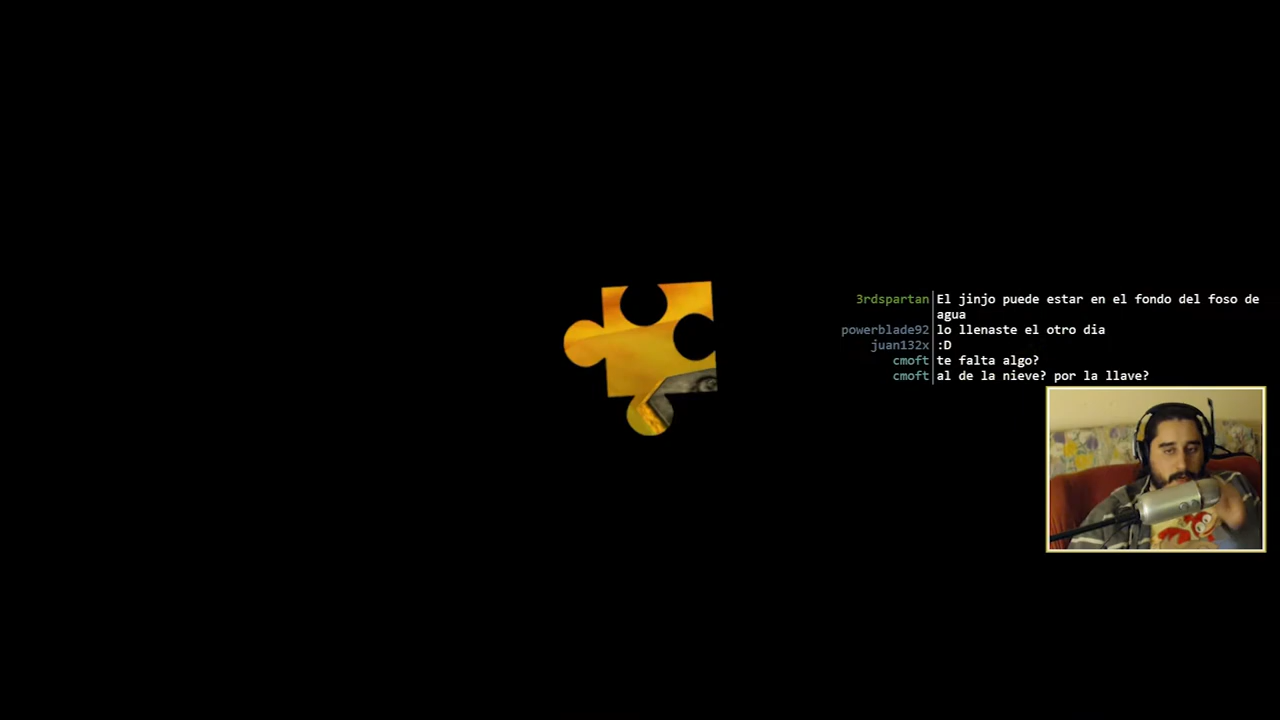 3rdspartan El jinjo puede estar en el fondo del foso de
agua
powerblade92 lo llenaste el otro dia
juan132x :D
cmoft te falta algo?
cmoft al de la nieve? por la llave?